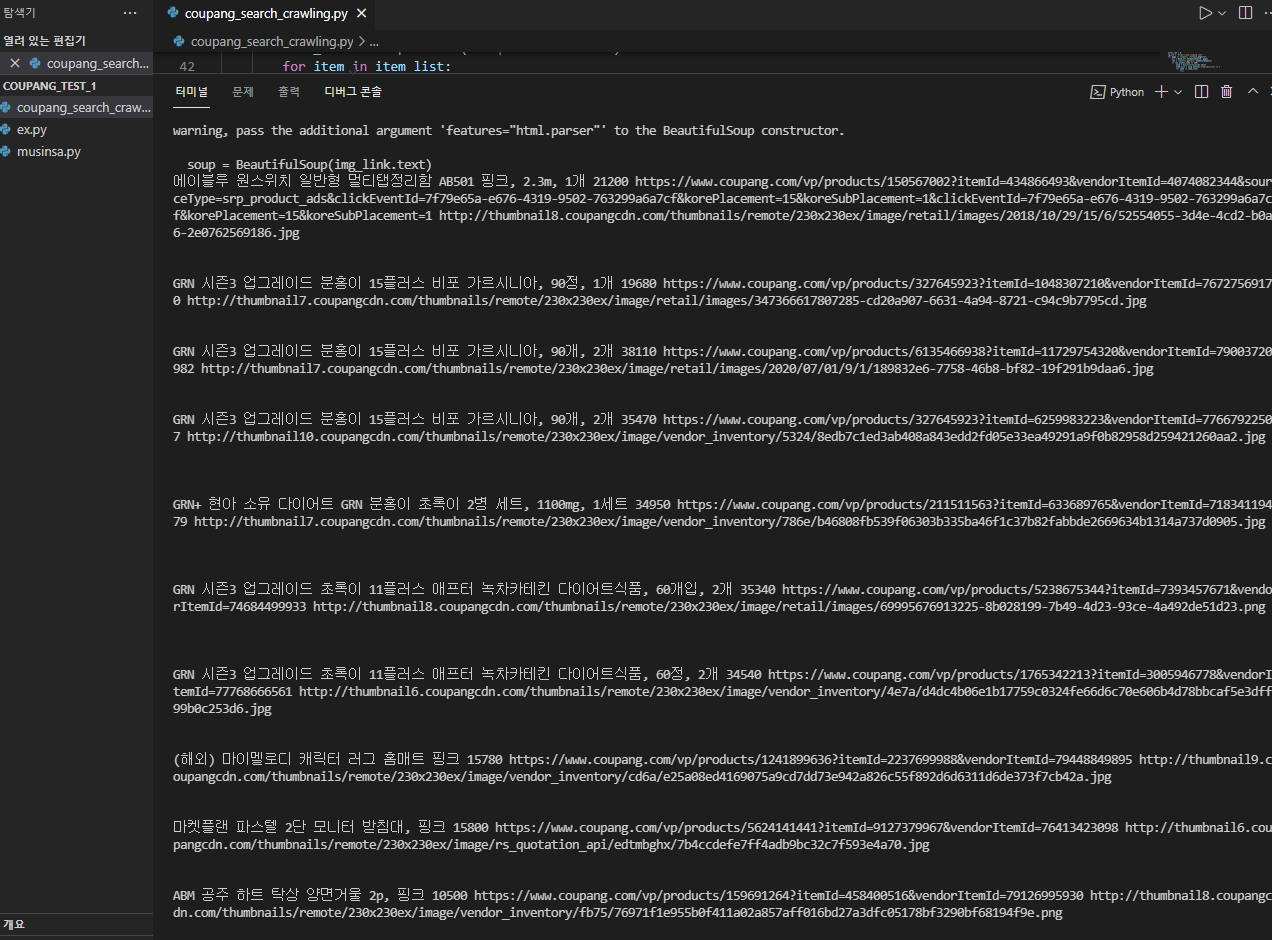 탐색기
열려 있는 편집기
coupang_search...
COUPANG_TEST_1
coupang_search_craw...
ex.py
musinsa.py
개요
coupang_search_crawling.py
coupang_search_crawling.py > ...
42 for item in item_list:
터미널 문제 출력 디버그 콘솔
Python
warning, pass the additional argument 'features="html.parser"' to the BeautifulSoup constructor.
soup = BeautifulSoup(img_link.text)
에이블루 원스위치 일반형 멀티탭정리함 AB501 핑크, 2.3m, 1개 21200 https://www.coupang.com/vp/products/150567002?itemId=434866493&vendorItemId=4074082344&sour
ceType=srp_product_ads&clickEventId=7f79e65a-e676-4319-9502-763299a6a7cf&korePlacement=15&koreSubPlacement=1&clickEventId=7f79e65a-e676-4319-9502-763299a6a7c
f&korePlacement=15&koreSubPlacement=1 http://thumbnail8.coupangcdn.com/thumbnails/remote/230x230ex/image/retail/images/2018/10/29/15/6/52554055-3d4e-4cd2-b0a
6-2e0762569186.jpg
GRN 시즌3 업그레이드 분홍이 15플러스 비포 가르시니아, 90정, 1개 19680 https://www.coupang.com/vp/products/327645923?itemId=1048307210&vendorItemId=7672756917
0 http://thumbnail7.coupangcdn.com/thumbnails/remote/230x230ex/image/retail/images/347366617807285-cd20a907-6631-4a94-8721-c94c9b7795cd.jpg
GRN 시즌3 업그레이드 분홍이 15플러스 비포 가르시니아, 90개, 2개 38110 https://www.coupang.com/vp/products/6135466938?itemId=11729754320&vendorItemId=79003720
982 http://thumbnail7.coupangcdn.com/thumbnails/remote/230x230ex/image/retail/images/2020/07/01/9/1/189832e6-7758-46b8-bf82-19f291b9daa6.jpg
GRN 시즌3 업그레이드 분홍이 15플러스 비포 가르시니아, 90개, 2개 35470 https://www.coupang.com/vp/products/327645923?itemId=6259983223&vendorItemId=7766792250
7 http://thumbnail10.coupangcdn.com/thumbnails/remote/230x230ex/image/vendor_inventory/5324/8edb7c1ed3ab408a843edd2fd05e33ea49291a9f0b82958d259421260aa2.jpg
GRN+ 현아 소유 다이어트 GRN 분홍이 초록이 2병 세트, 1100mg, 1세트 34950 https://www.coupang.com/vp/products/211511563?itemId=633689765&vendorItemId=718341194
79 http://thumbnail7.coupangcdn.com/thumbnails/remote/230x230ex/image/vendor_inventory/786e/b46808fb539f06303b335ba46f1c37b82fabbde2669634b1314a737d0905.jpg
GRN 시즌3 업그레이드 초록이 11플러스 애프터 녹차카테킨 다이어트식품, 60개입, 2개 35340 https://www.coupang.com/vp/products/5238675344?itemId=7393457671&vendo
rItemId=74684499933 http://thumbnail8.coupangcdn.com/thumbnails/remote/230x230ex/image/retail/images/69995676913225-8b028199-7b49-4d23-93ce-4a492de51d23.png
GRN 시즌3 업그레이드 초록이 11플러스 애프터 녹차카테킨 다이어트식품, 60정, 2개 34540 https://www.coupang.com/vp/products/1765342213?itemId=3005946778&vendorI
temId=77768666561 http://thumbnail6.coupangcdn.com/thumbnails/remote/230x230ex/image/vendor_inventory/4e7a/d4dc4b06e1b17759c0324fe66d6c70e606b4d78bbcaf5e3dff
99b0c253d6.jpg
(해외) 마이멜로디 캐릭터 러그 홈매트 핑크 15780 https://www.coupang.com/vp/products/1241899636?itemId=2237699988&vendorItemId=79448849895 http://thumbnail9.c
oupangcdn.com/thumbnails/remote/230x230ex/image/vendor_inventory/cd6a/e25a08ed4169075a9cd7dd73e942a826c55f892d6d6311d6de373f7cb42a.jpg
마켓플랜 파스텔 2단 모니터 받침대, 핑크 15800 https://www.coupang.com/vp/products/5624141441?itemId=9127379967&vendorItemId=76413423098 http://thumbnail6.cou
pangcdn.com/thumbnails/remote/230x230ex/image/rs_quotation_api/edtmbghx/7b4ccdefe7ff4adb9bc32c7f593e4a70.jpg
ABM 공주 하트 탁상 양면거울 2p, 핑크 10500 https://www.coupang.com/vp/products/159691264?itemId=458400516&vendorItemId=79126995930 http://thumbnail8.coupangc
dn.com/thumbnails/remote/230x230ex/image/vendor_inventory/fb75/76971f1e955b0f411a02a857aff016bd27a3dfc05178bf3290bf68194f9e.png